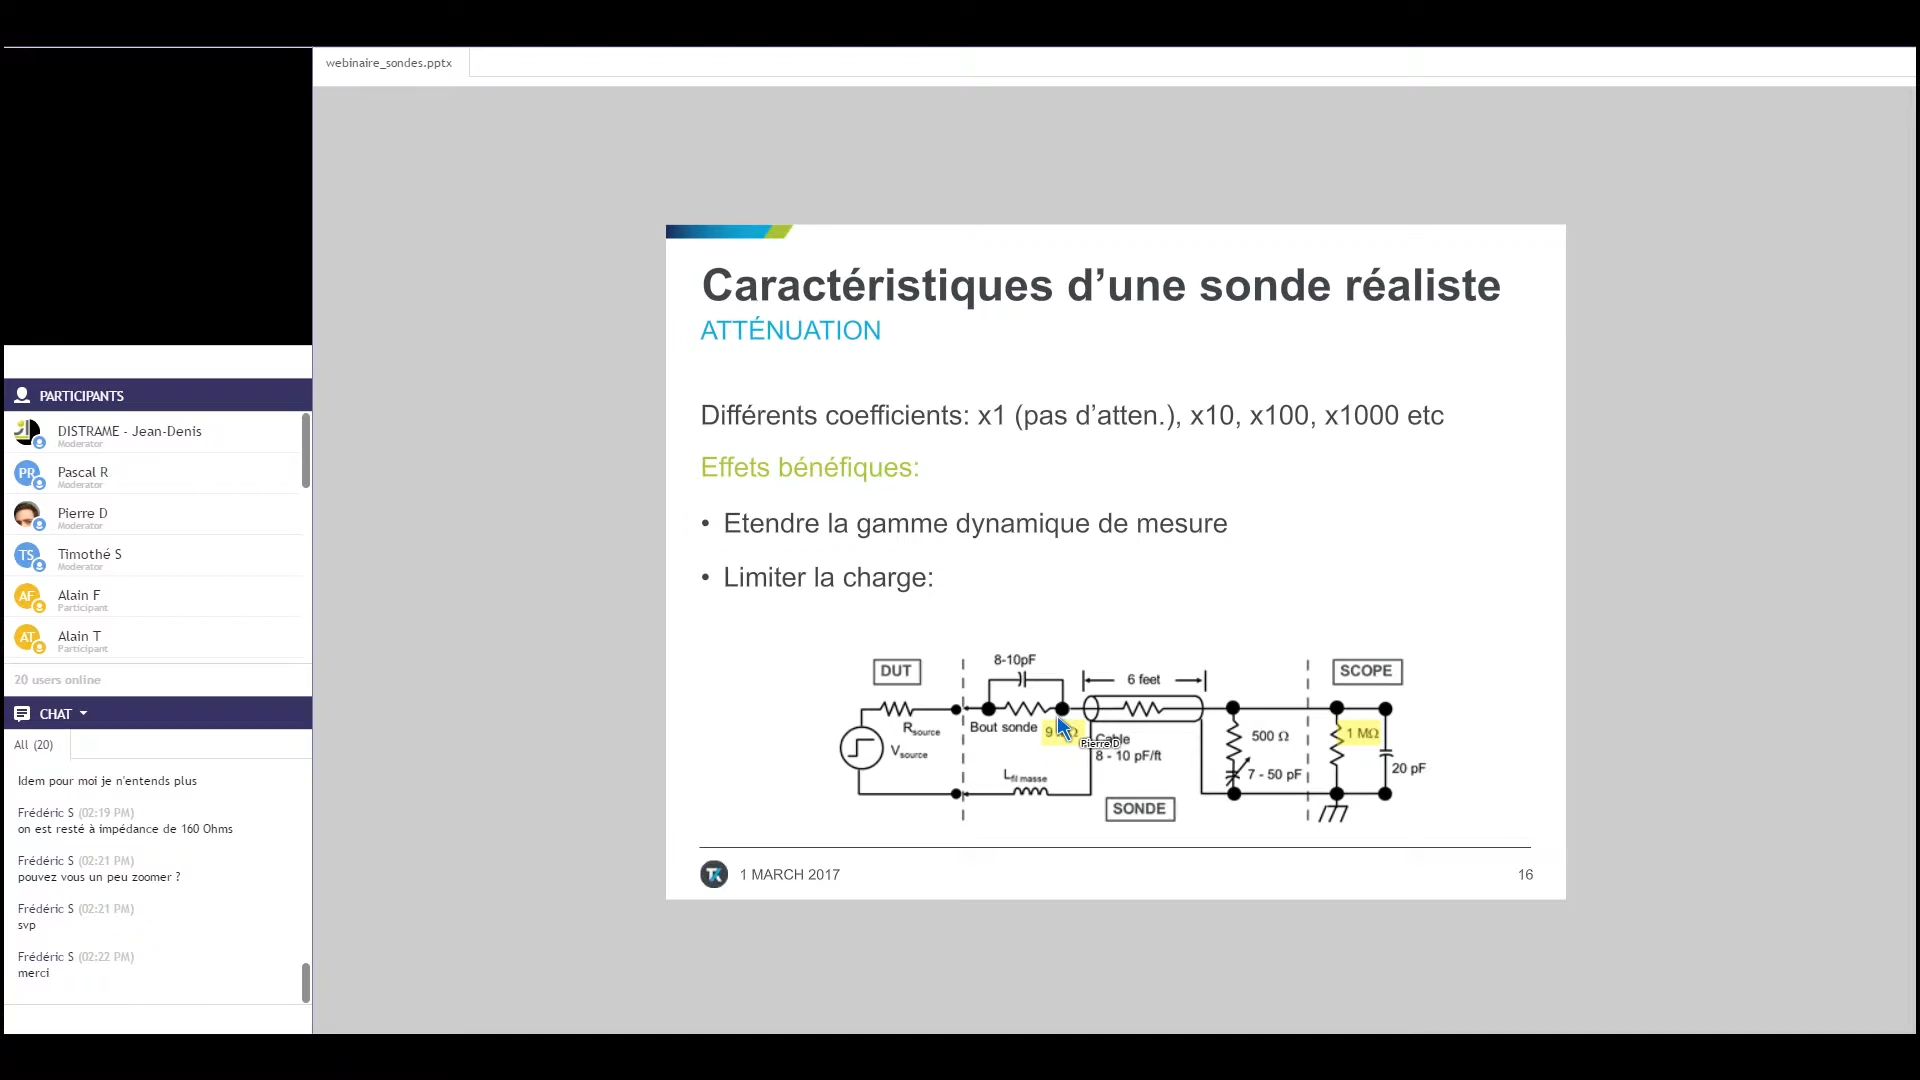 webinaire_sondes.pptx
PARTICIPANTS
DISTRAME - Jean-Denis
Moderator
PR
Pascal R
Moderator
Pierre D
Moderator
TS
Timothé S
Moderator
AF
Alain F
Participant
AT
Alain T
Participant
20 users online
CHAT
All (20)
Idem pour moi je n'entends plus
Frédéric S (02:19 PM)
on est resté à impédance de 160 Ohms
Frédéric S (02:21 PM)
pouvez vous un peu zoomer ?
Frédéric S (02:21 PM)
svp
Frédéric S (02:22 PM)
merci
Caractéristiques d’une sonde réaliste
ATTÉNUATION
Différents coefficients: x1 (pas d’atten.), x10, x100, x1000 etc
Effets bénéfiques:
• Etendre la gamme dynamique de mesure
• Limiter la charge:
DUT
8-10pF
6 feet
SCOPE
Rsource
Bout sonde
Vsource
Pierre D
Cable
8 - 10 pF/ft
500 Ω
1 MΩ
7 - 50 pF
20 pF
Lfil masse
SONDE
1 MARCH 2017
16